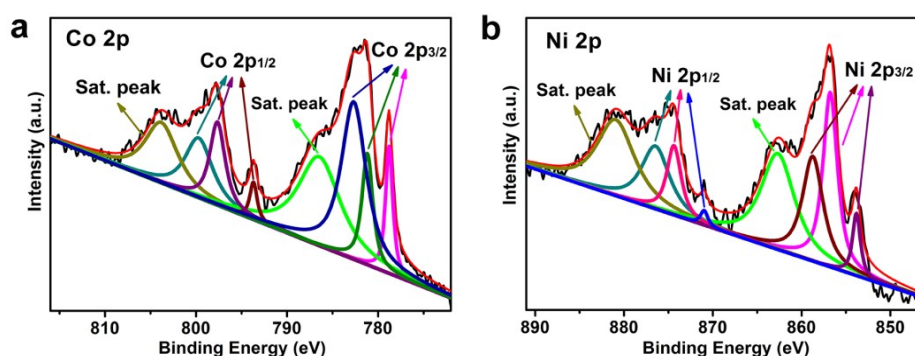 a
Co 2p
Sat. peak
Co 2p1/2
Sat. peak
Co 2p3/2
Intensity (a.u.)
810
800
790
780
Binding Energy (eV)
b
Ni 2p
Sat. peak
Ni 2p1/2
Sat. peak
Ni 2p3/2
Intensity (a.u.)
890
880
870
860
850
Binding Energy (eV)